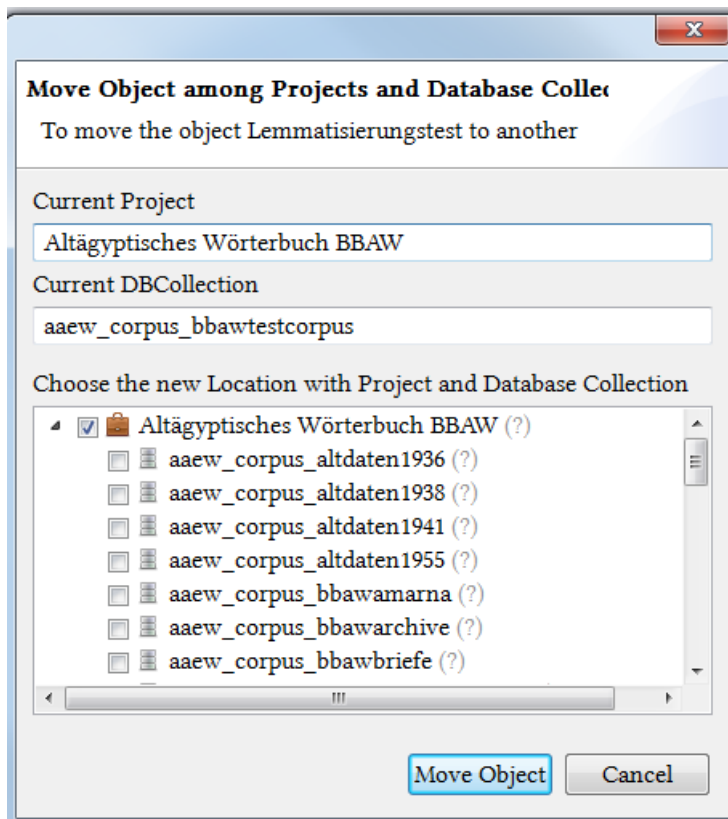 Move Object among Projects and Database Collec
To move the object Lemmatisierungstest to another
Current Project
Altägyptisches Wörterbuch BBAW
Current DBCollection
aaew_corpus_bbawtestcorpus
Choose the new Location with Project and Database Collection
Altägyptisches Wörterbuch BBAW (?)
aaew_corpus_altdaten1936 (?)
aaew_corpus_altdaten1938 (?)
aaew_corpus_altdaten1941 (?)
aaew_corpus_altdaten1955 (?)
aaew_corpus_bbawamarna (?)
aaew_corpus_bbawarchive (?)
aaew_corpus_bbawbriefe (?)
Move Object Cancel